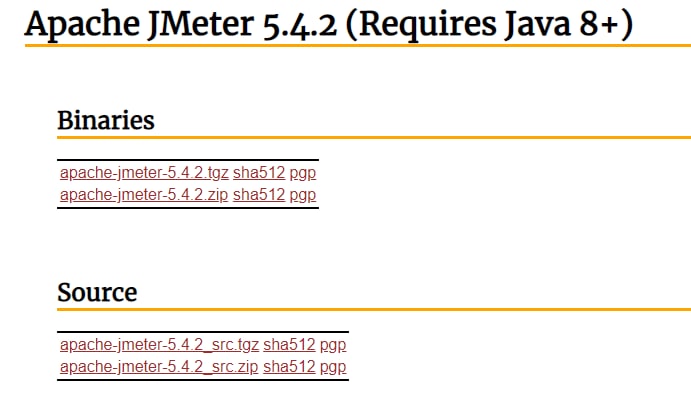 Apache JMeter 5.4.2 (Requires Java 8+)
Binaries
apache-jmeter-5.4.2.tgz sha512 pgp
apache-jmeter-5.4.2.zip sha512 pgp
Source
apache-jmeter-5.4.2_src.tgz sha512 pgp
apache-jmeter-5.4.2_src.zip sha512 pgp